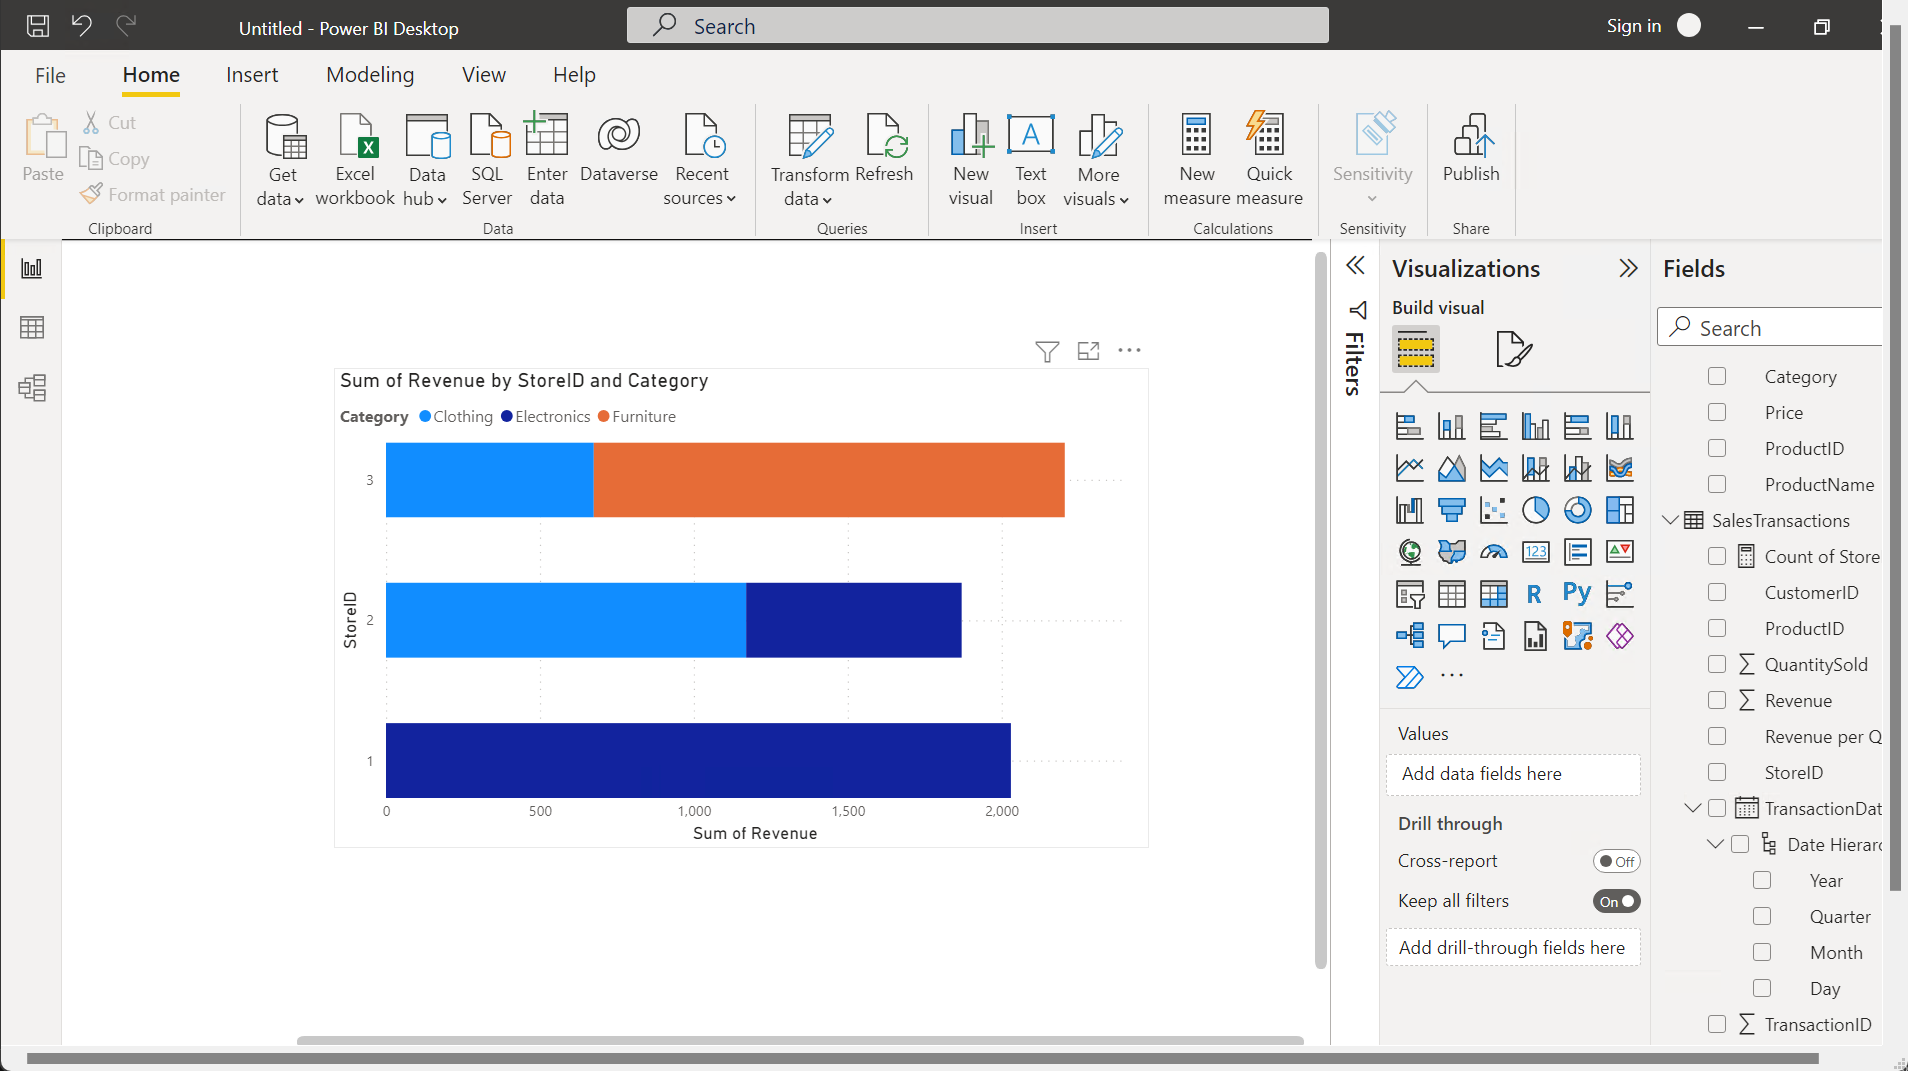 Untitled - Power BI Desktop
Search
Sign in
File
Home
Insert
Modeling
View
Help
Paste
Cut
Copy
Format painter
Clipboard
Get data
Excel workbook
Data hub
SQL Server
Enter data
Dataverse
Recent sources
Data
Transform data
Refresh
Queries
New visual
Text box
More visuals
Insert
New measure
Quick measure
Calculations
Sensitivity
Sensitivity
Publish
Share
Sum of Revenue by StoreID and Category
Category Clothing Electronics Furniture
StoreID
3
2
1
0 500 1,000 1,500 2,000
Sum of Revenue
Filters
Visualizations
Build visual
123
R
Py
Values
Add data fields here
Drill through
Cross-report
Off
Keep all filters
On
Add drill-through fields here
Fields
Search
Category
Price
ProductID
ProductName
SalesTransactions
Count of Store
CustomerID
ProductID
QuantitySold
Revenue
Revenue per Q
StoreID
TransactionDat
Date Hierarc
Year
Quarter
Month
Day
TransactionID